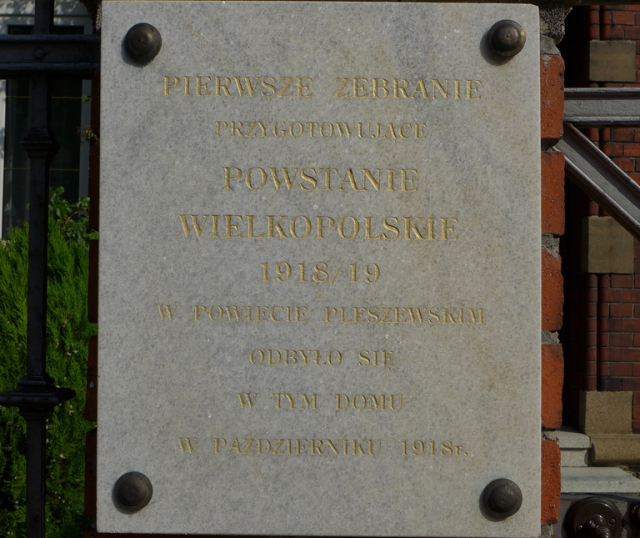 PIERWSZE ZEBRANIE
PRZYGOTOWUJĄCE
POWSTANIE
WIELKOPOLSKIE
1918/19
W POWIECIE PLESZEWSKIM
ODBYŁO SIĘ
W TYM DOMU
W PAŹDZIERNIKU 1918r.